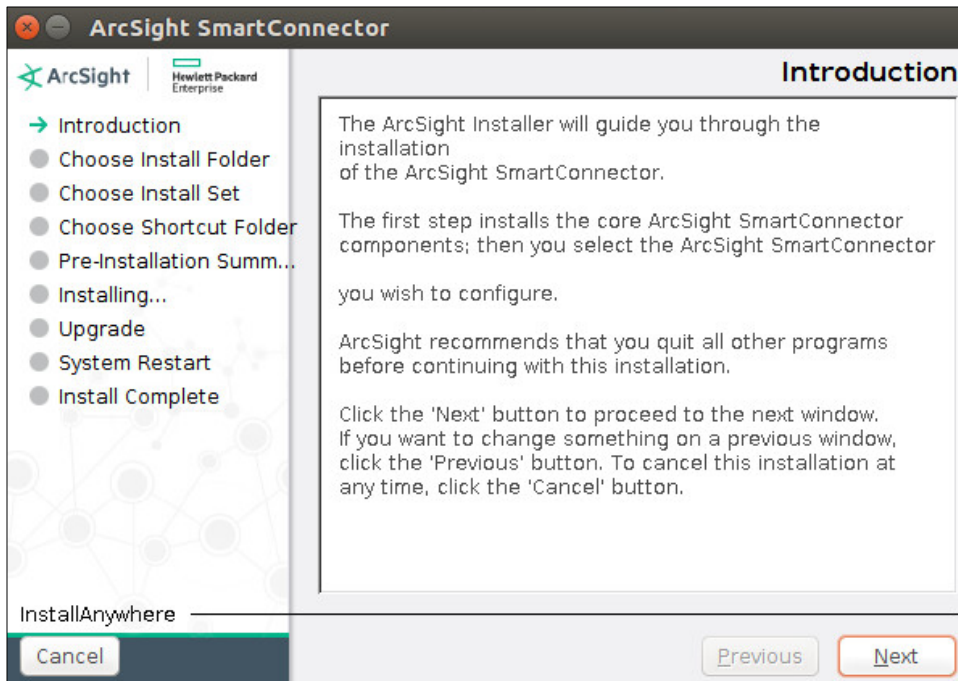 ArcSight SmartConnector
ArcSight
Hewlett Packard
Enterprise
Introduction
Choose Install Folder
Choose Install Set
Choose Shortcut Folder
Pre-Installation Summ...
Installing...
Upgrade
System Restart
Install Complete
Introduction
The ArcSight Installer will guide you through the
installation
of the ArcSight SmartConnector.
The first step installs the core ArcSight SmartConnector
components; then you select the ArcSight SmartConnector
you wish to configure.
ArcSight recommends that you quit all other programs
before continuing with this installation.
Click the 'Next' button to proceed to the next window.
If you want to change something on a previous window,
click the 'Previous' button. To cancel this installation at
any time, click the 'Cancel' button.
InstallAnywhere
Cancel
Previous
Next